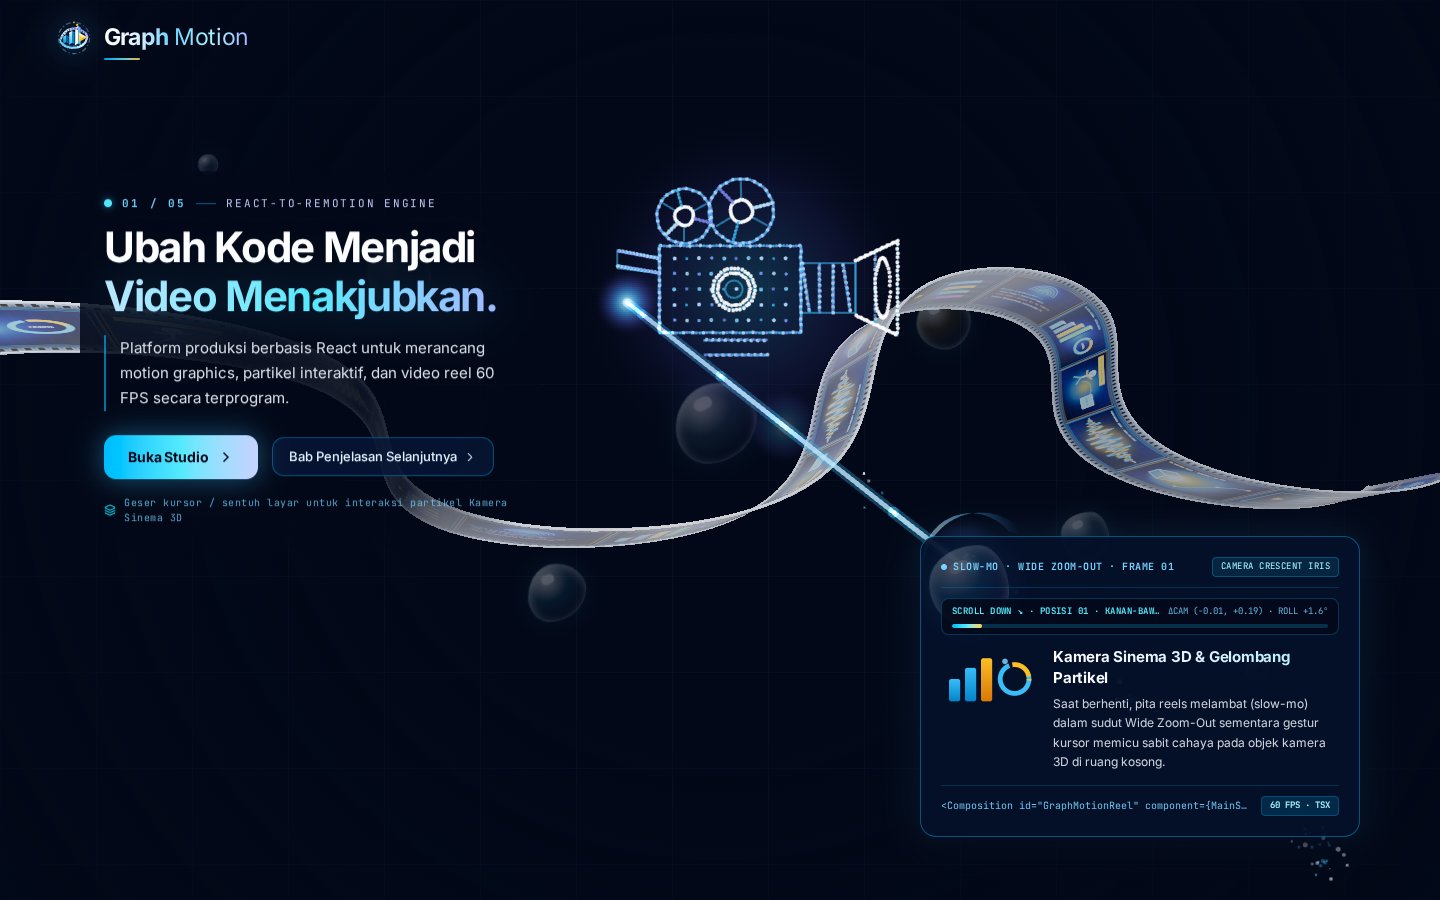 Graph Motion
01 / 05 — REACT-TO-REMOTION ENGINE
Ubah Kode Menjadi
Video Menakjubkan.
Platform produksi berbasis React untuk merancang
motion graphics, partikel interaktif, dan video reel 60
FPS secara terprogram.
Buka Studio
Bab Penjelasan Selanjutnya
Geser kursor / sentuh layar untuk interaksi partikel Kamera
Sinema 3D
SLOW-MO · WIDE ZOOM-OUT · FRAME 01
CAMERA CRESCENT IRIS
SCROLL DOWN ↘ · POSISI 01 · KANAN-BAW… ΔCAM (-0.01, +0.19) · ROLL +1.6°
Kamera Sinema 3D & Gelombang
Partikel
Saat berhenti, pita reels melambat (slow-mo)
dalam sudut Wide Zoom-Out sementara gestur
kursor memicu sabit cahaya pada objek kamera
3D di ruang kosong.
<Composition id="GraphMotionReel" component={MainS…
60 FPS · TSX